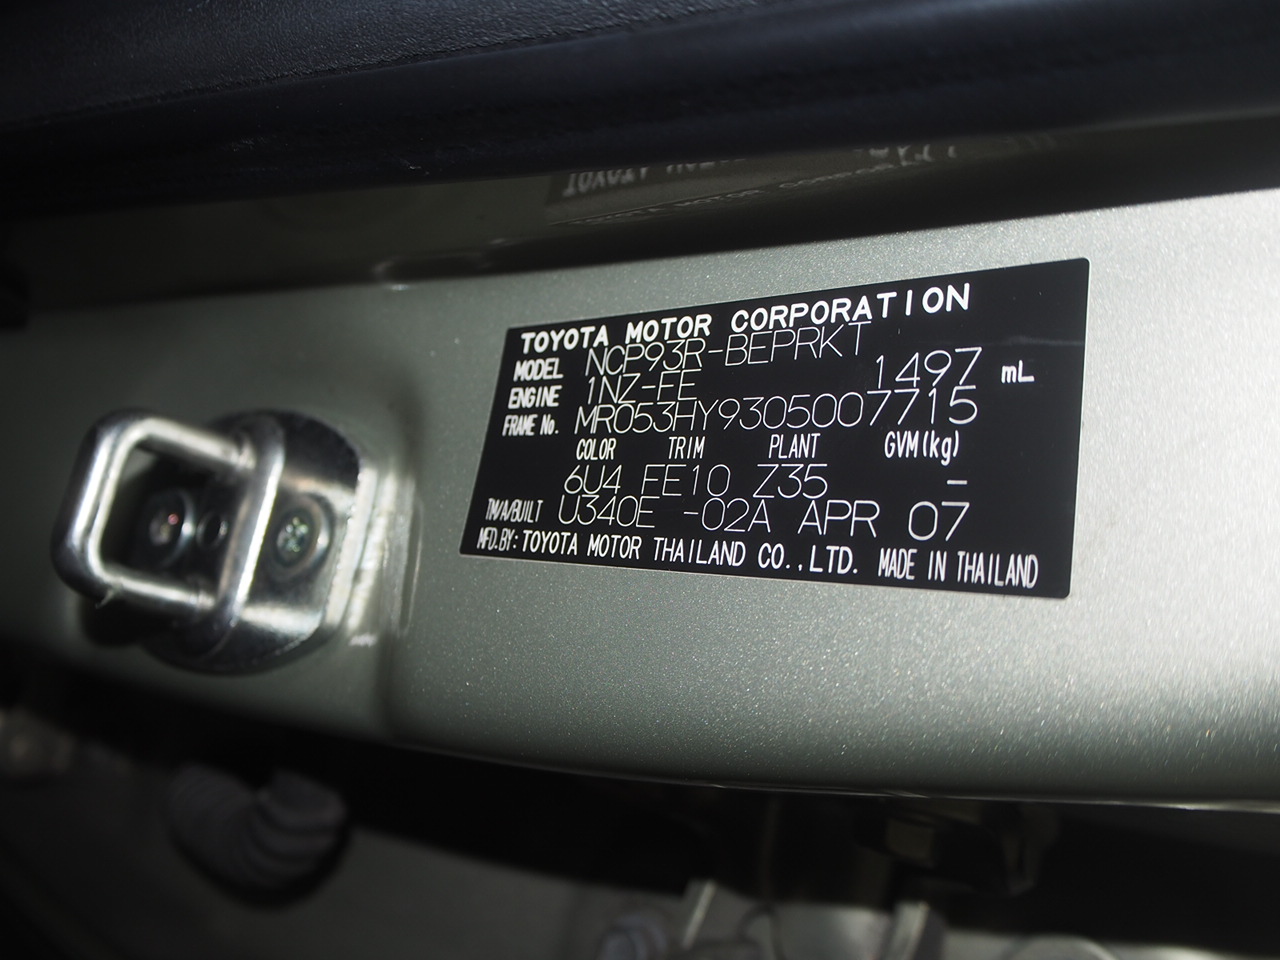 TOYOTA MOTOR CORPORATION
MODEL NCP93R-BEPRKT
ENGINE 1NZ-FE 1497 mL
FRAME No. MR053HY9305007715
COLOR TRIM PLANT GVM(kg)
6U4 FE10 Z35 -
TM/A/BUILT U340E -02A APR 07
MFD.BY: TOYOTA MOTOR THAILAND CO.,LTD. MADE IN THAILAND